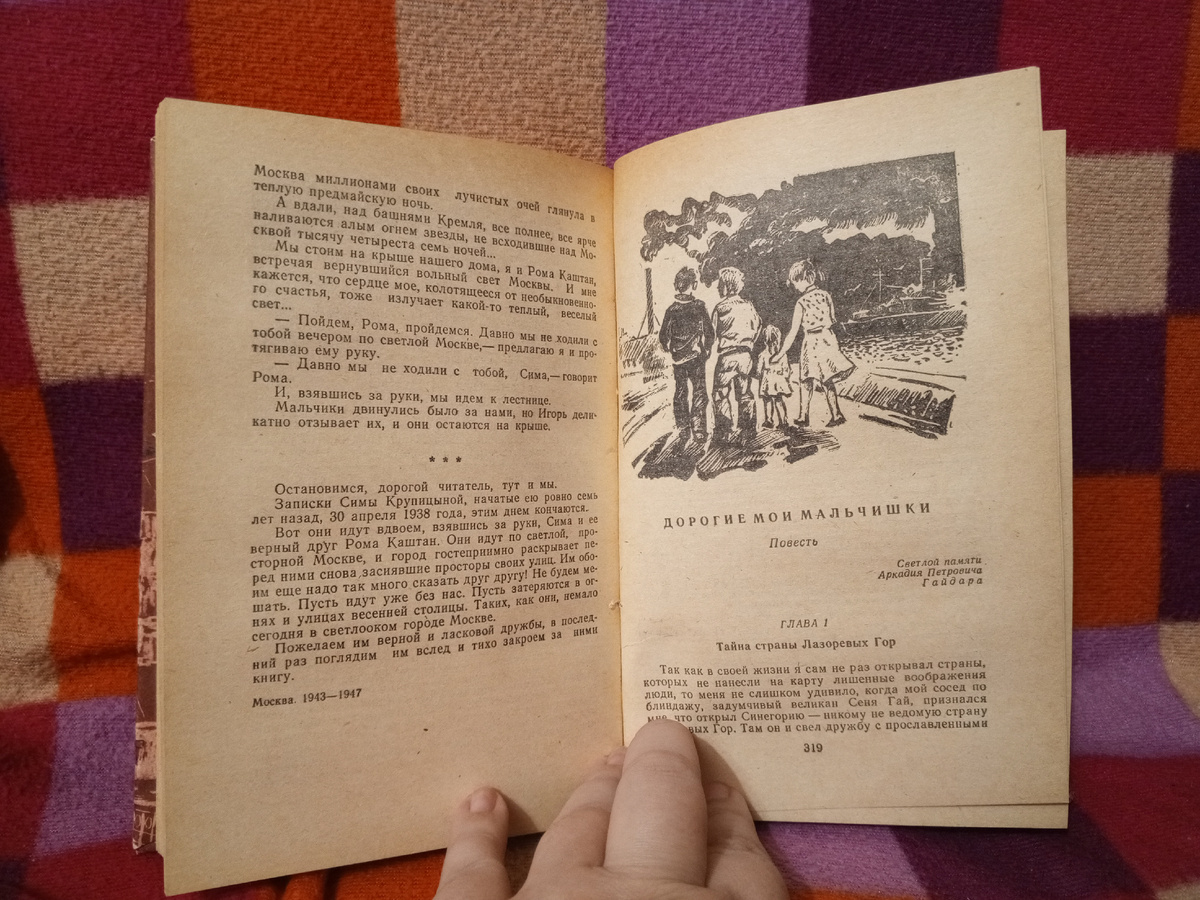 Москва миллионами своих лучистых очей глянула в
теплую предмайскую ночь.
А вдали, над башнями Кремля, все полнее, все ярче
наливаются алым огнем звезды, не всходившие над Мо-
сквой тысячу четыреста семь ночей...
Мы стоим на крыше нашего дома, я и Рома Каштан,
встречая вернувшийся вольный свет Москвы. И мне
кажется, что сердце мое, колотящееся от необыкновенно-
го счастья, тоже излучает какой-то теплый, веселый
свет...
— Пойдем, Рома, пройдемся. Давно мы не ходили с
тобой вечером по светлой Москве,— предлагаю я и про-
тягиваю ему руку.
— Давно мы не ходили с тобой, Сима,— говорит
Рома.
И, взявшись за руки, мы идем к лестнице.
Мальчики двинулись было за нами, но Игорь дели-
катно отзывает их, и они остаются на крыше.
* * *
Остановимся, дорогой читатель, тут и мы.
Записки Симы Крупицыной, начатые ею ровно семь
лет назад, 30 апреля 1938 года, этим днем кончаются.
Вот они идут вдвоем, взявшись за руки, Сима и ее
верный друг Рома Каштан. Они идут по светлой, про-
сторной Москве, и город гостеприимно раскрывает пе-
ред ними снова засиявшие просторы своих улиц. Им обо-
им еще надо так много сказать друг другу! Не будем ме-
шать. Пусть идут уже без нас. Пусть затеряются в ог-
нях и улицах весенней столицы. Таких, как они, немало
сегодня в светлооком городе Москве.
Пожелаем им верной и ласковой дружбы, в послед-
ний раз поглядим им вслед и тихо закроем за ними
книгу.
Москва. 1943—1947
ДОРОГИЕ МОИ МАЛЬЧИШКИ
Повесть
Светлой памяти
Аркадия Петровича
Гайдара
ГЛАВА 1
Тайна страны Лазоревых Гор
Так как в своей жизни я сам не раз открывал страны,
которых не нанесли на карту лишенные воображения
люди, то меня не слишком удивило, когда мой сосед по
блиндажу, задумчивый великан Сеня Гай, признался
мне, что открыл Синегорию — никому не ведомую страну
вых Гор. Там он и свел дружбу с прославленными
319